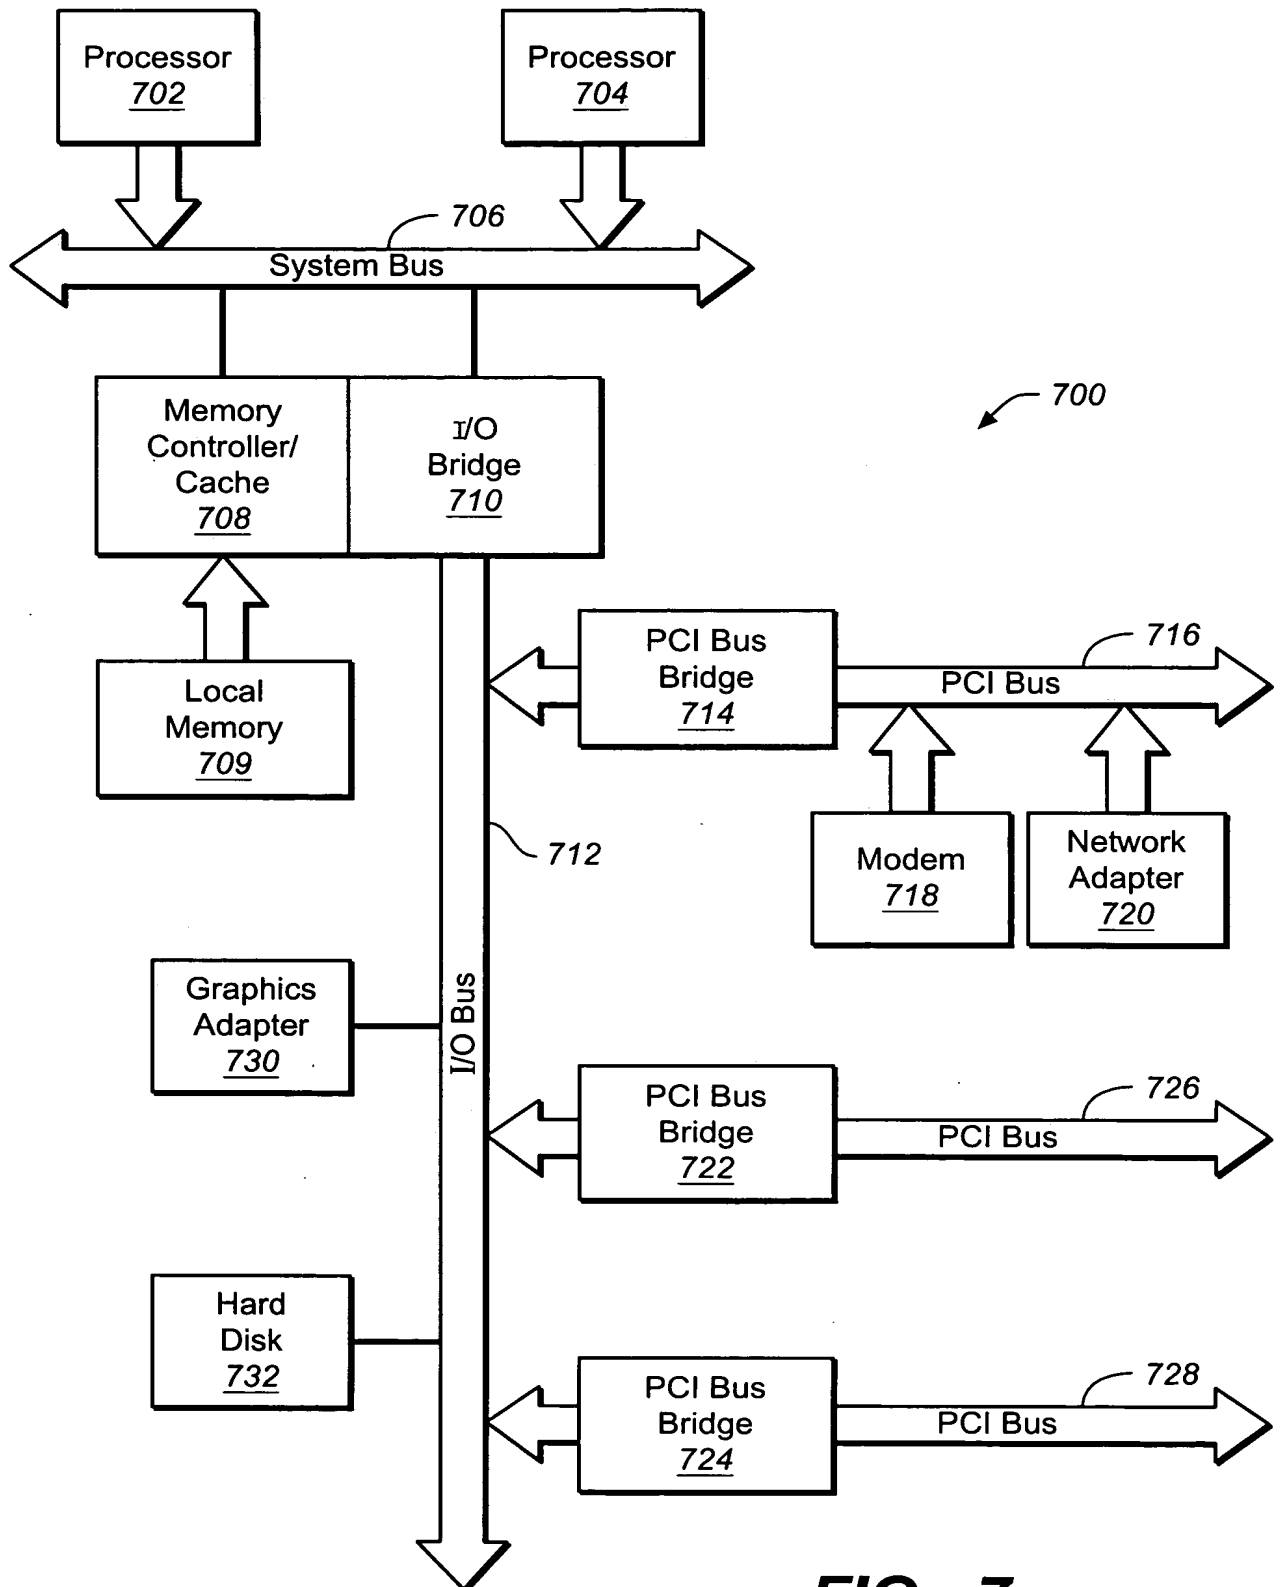 Processor
702
Processor
704
706
System Bus
Memory
Controller/
Cache
708
I/O
Bridge
710
700
Local
Memory
709
PCI Bus
Bridge
714
716
PCI Bus
712
Modem
718
Network
Adapter
720
Graphics
Adapter
730
I/O Bus
PCI Bus
Bridge
722
726
PCI Bus
Hard
Disk
732
PCI Bus
Bridge
724
728
PCI Bus
FIG. 7